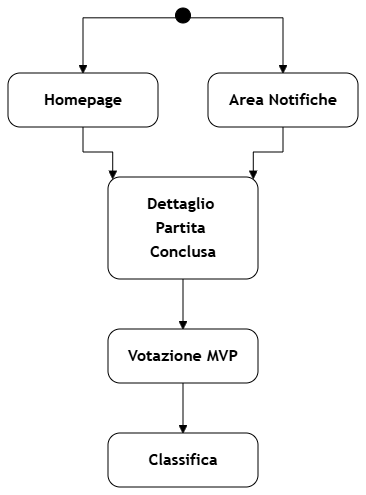 Homepage
Area Notifiche
Dettaglio
Partita
Conclusa
Votazione MVP
Classifica